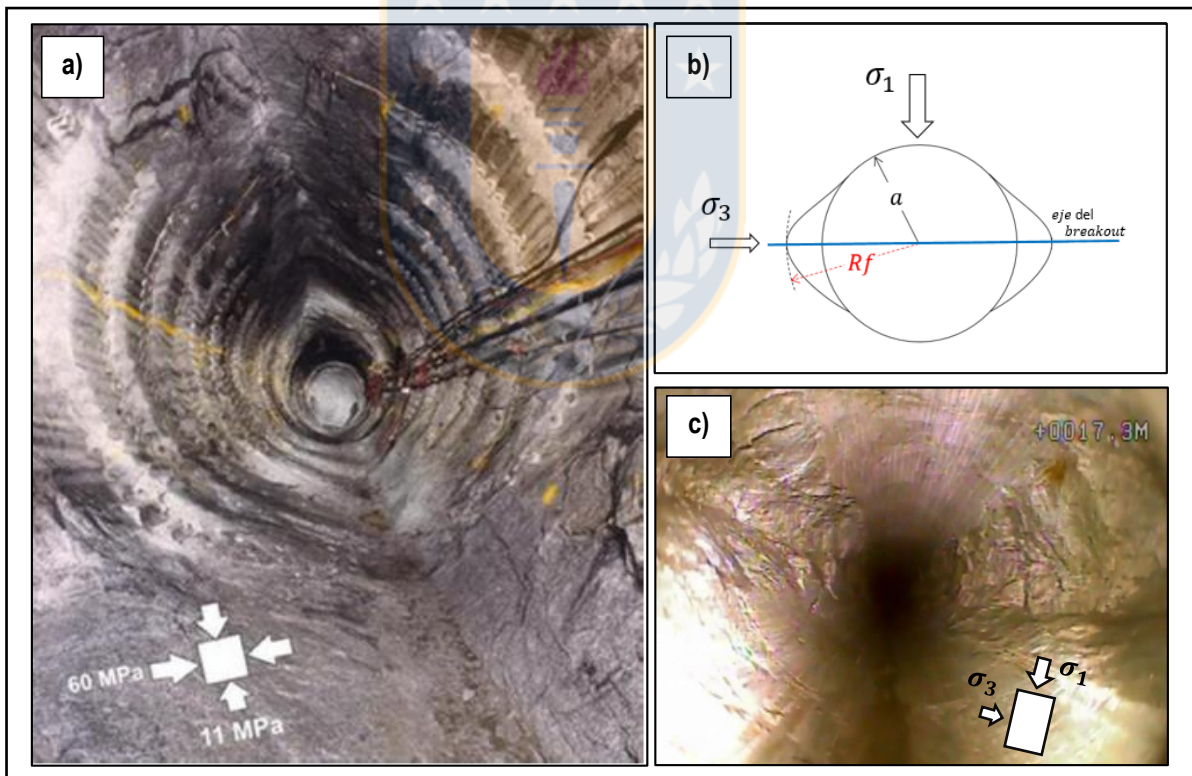 a)
60 MPa
11 MPa
b)
σ₁
a
σ₃
eje del
breakout
Rf
c)
+0017.3M
σ₃
σ₁